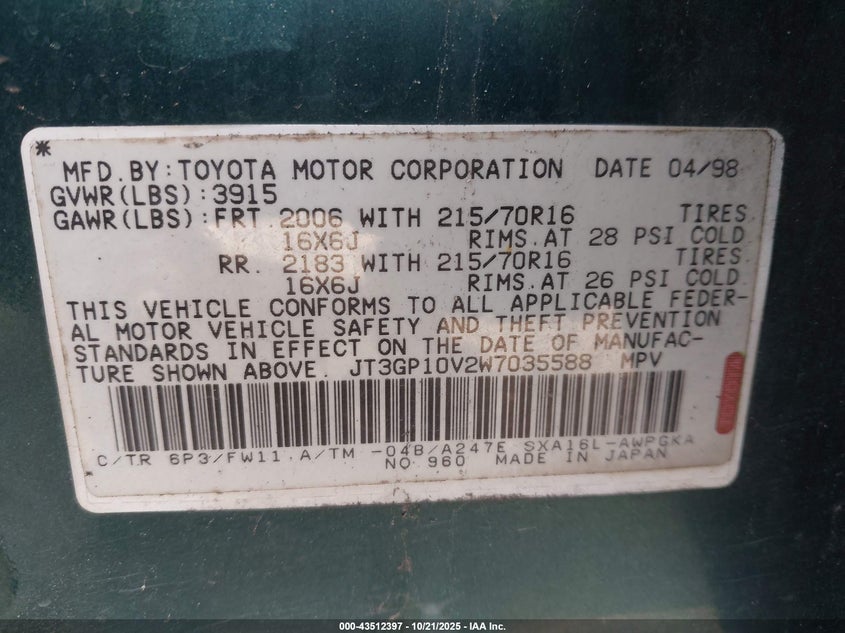 * MFD.BY:TOYOTA MOTOR CORPORATION DATE 04/98
GVWR(LBS):3915
GAWR(LBS):FRT. 2006 WITH 215/70R16 TIRES
16X6J RIMS.AT 28 PSI COLD
RR. 2183 WITH 215/70R16 TIRES.
16X6J RIMS.AT 26 PSI COLD
THIS VEHICLE CONFORMS TO ALL APPLICABLE FEDER-
AL MOTOR VEHICLE SAFETY AND THEFT PREVENTION
STANDARDS IN EFFECT ON THE DATE OF MANUFAC-
TURE SHOWN ABOVE. JT3GP10V2W7035588 MPV
C/TR 6P3/FW11 A/TM -04B/A247E SXA16L-AWPGKA
NO 960 MADE IN JAPAN
000-43512397 - 10/21/2025 - IAA Inc.